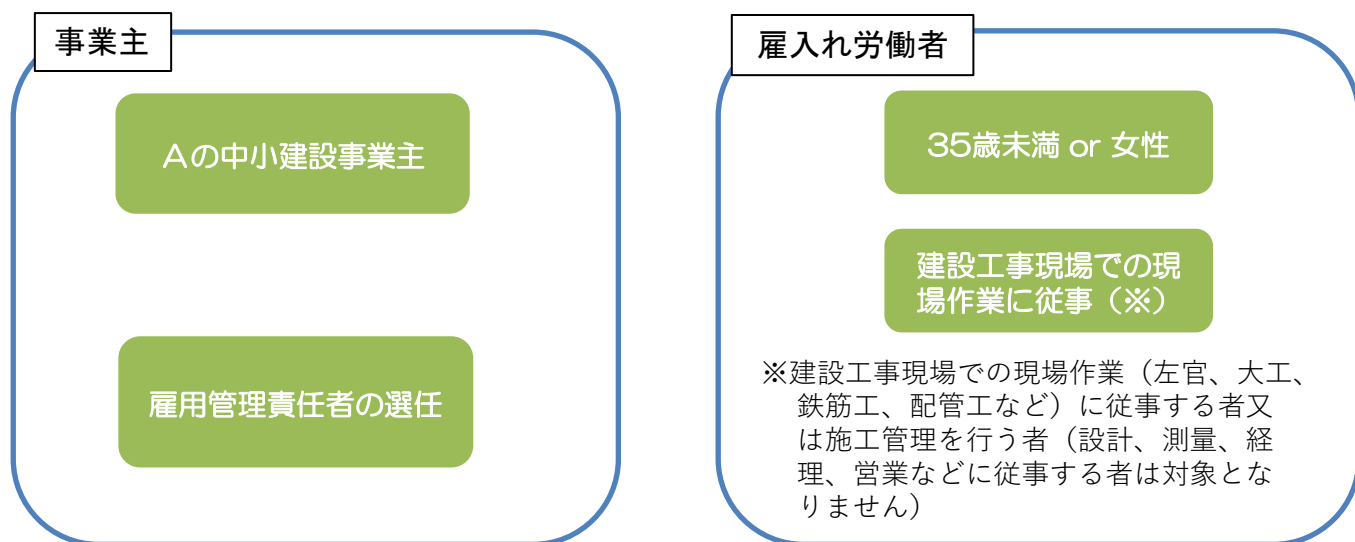 事業主
Aの中小建設事業主
雇用管理責任者の選任
雇入れ労働者
35歳未満 or 女性
建設工事現場での現
場作業に従事（※）
※建設工事現場での現場作業（左官、大工、
鉄筋工、配管工など）に従事する者又
は施工管理を行う者（設計、測量、経
理、営業などに従事する者は対象とな
りません）